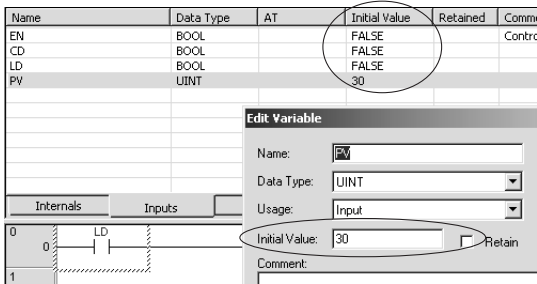 Name Data Type AT Initial Value Retained Comme
EN BOOL FALSE Contro
CD BOOL FALSE
LD BOOL FALSE
PV UINT 30
Edit Variable
Name: PV
Data Type: UINT
Internals Inputs
Usage: Input
0 LD
0
Initial Value: 30 Retain
Comment:
1